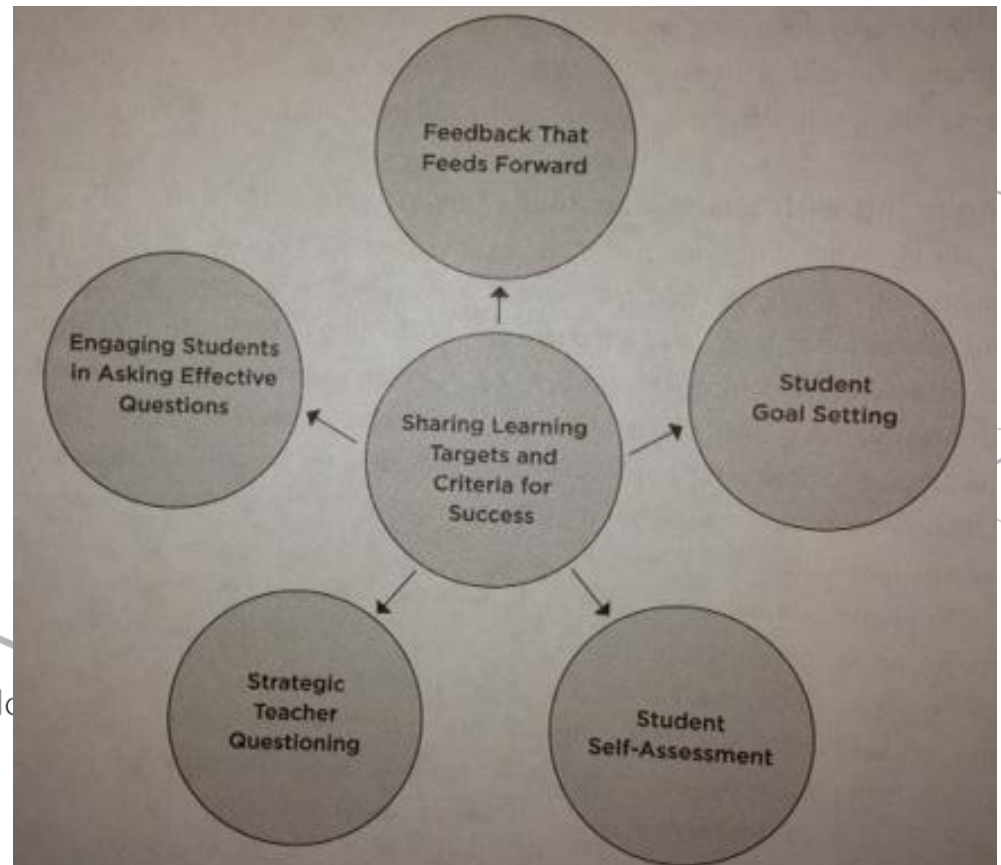 Feedback That
Feeds Forward
Engaging Students
in Asking Effective
Questions
Student
Goal Setting
Sharing Learning
Targets and
Criteria for
Success
Strategic
Teacher
Questioning
Student
Self-Assessment